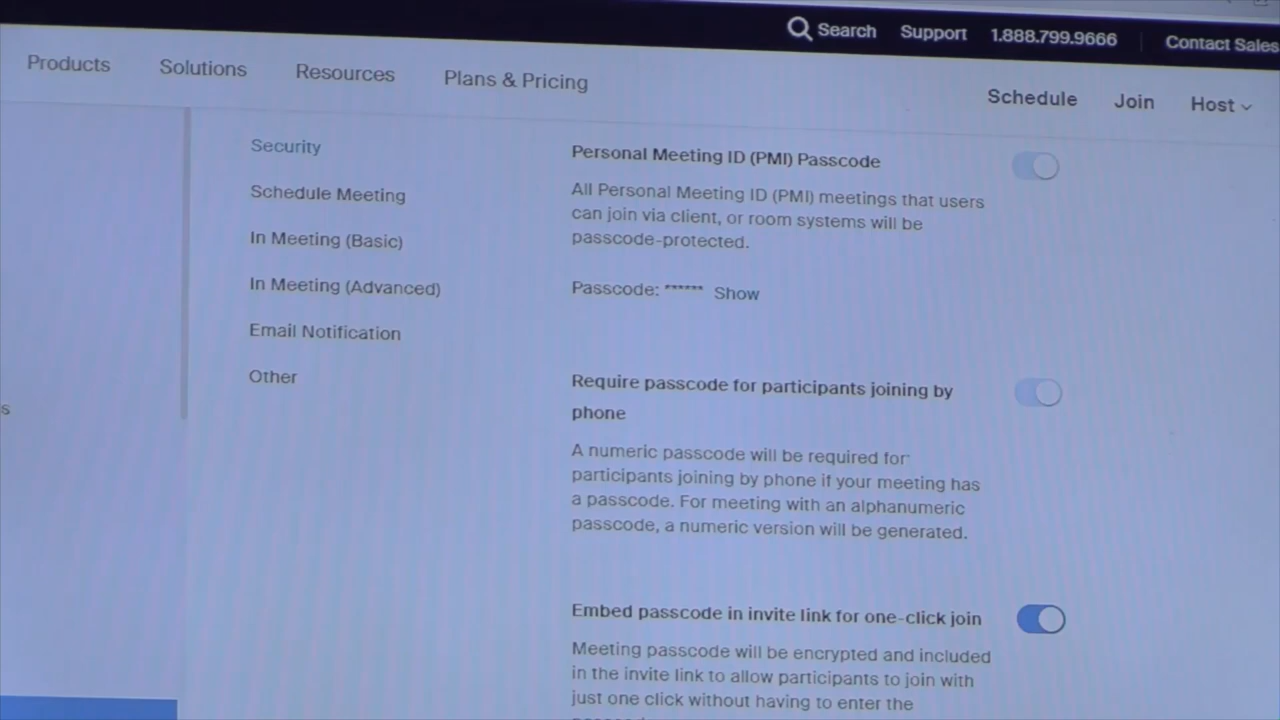 Search Support 1.888.799.9666 Contact Sales
Products Solutions Resources Plans & Pricing Schedule Join Host
Security
Schedule Meeting
In Meeting (Basic)
In Meeting (Advanced)
Email Notification
Other
s
Personal Meeting ID (PMI) Passcode
All Personal Meeting ID (PMI) meetings that users
can join via client, or room systems will be
passcode-protected.
Passcode: ****** Show
Require passcode for participants joining by
phone
A numeric passcode will be required for
participants joining by phone if your meeting has
a passcode. For meeting with an alphanumeric
passcode, a numeric version will be generated.
Embed passcode in invite link for one-click join
Meeting passcode will be encrypted and included
in the invite link to allow participants to join with
just one click without having to enter the